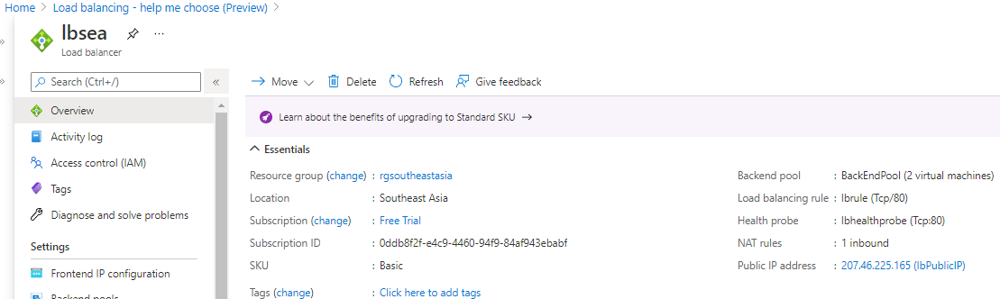 Home > Load balancing - help me choose (Preview) >
lbsea
Load balancer
Search (Ctrl+/)
Overview
Activity log
Access control (IAM)
Tags
Diagnose and solve problems
Settings
Frontend IP configuration
Backend pools
Move
Delete
Refresh
Give feedback
Learn about the benefits of upgrading to Standard SKU →
Essentials
Resource group (change) : rgsoutheastasia
Location : Southeast Asia
Subscription (change) : Free Trial
Subscription ID : 0ddb8f2f-e4c9-4460-94f9-84af943ebabf
SKU : Basic
Tags (change) : Click here to add tags
Backend pool : BackEndPool (2 virtual machines)
Load balancing rule : lbrule (Tcp/80)
Health probe : lbhealthprobe (Tcp:80)
NAT rules : 1 inbound
Public IP address : 207.46.225.165 (lbPublicIP)